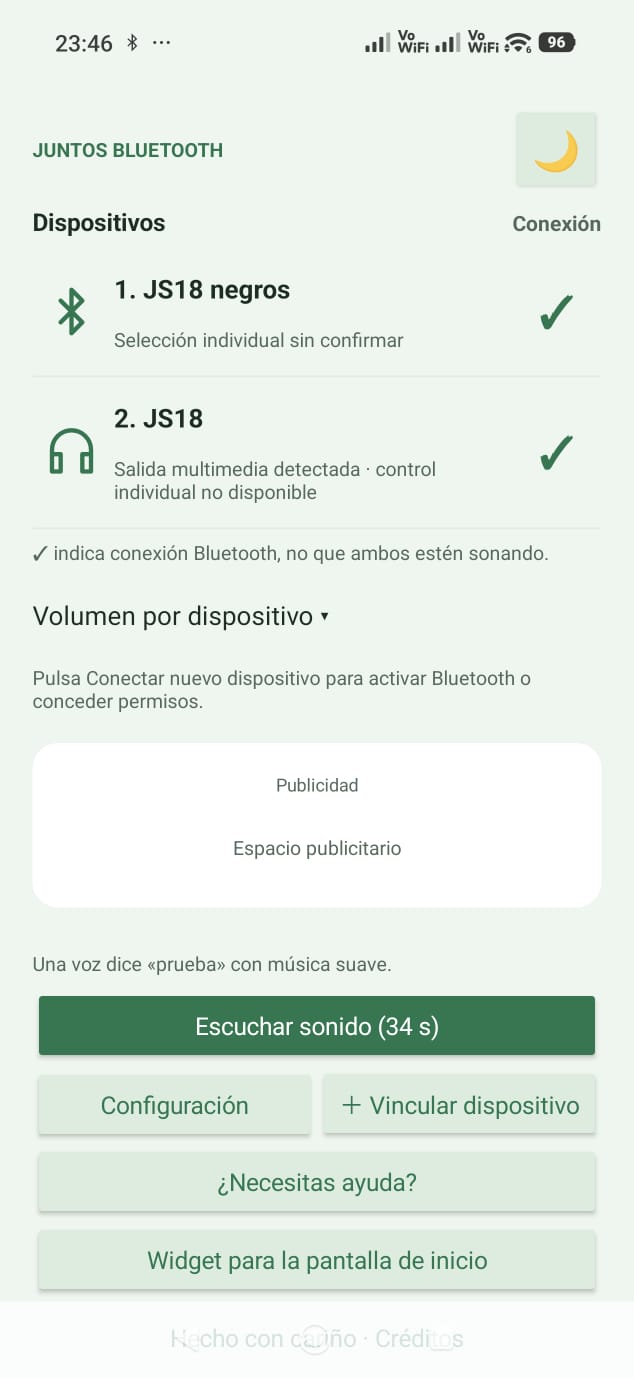 23:46 ...
Vo WiFi Vo WiFi 6 96
JUNTOS BLUETOOTH
Dispositivos Conexión
1. JS18 negros
Selección individual sin confirmar
2. JS18
Salida multimedia detectada · control
individual no disponible
✓ indica conexión Bluetooth, no que ambos estén sonando.
Volumen por dispositivo ▾
Pulsa Conectar nuevo dispositivo para activar Bluetooth o
conceder permisos.
Publicidad
Espacio publicitario
Una voz dice «prueba» con música suave.
Escuchar sonido (34 s)
Configuración
+ Vincular dispositivo
¿Necesitas ayuda?
Widget para la pantalla de inicio
Hecho con cariño · Créditos